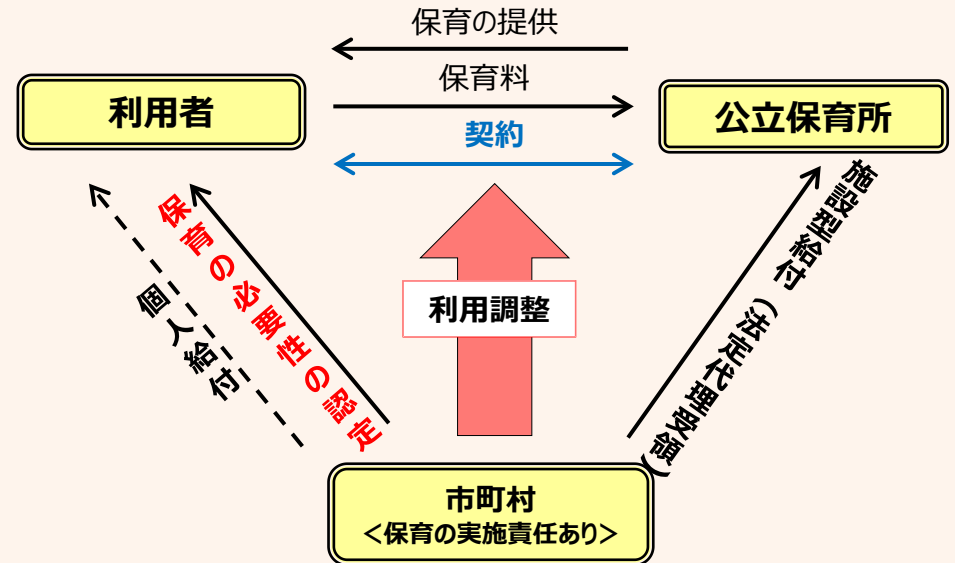 保育の提供
保育料
利用者
公立保育所
契約
保育の必要性の認定
個人給付
利用調整
施設型給付（法定代理受領）
市町村
＜保育の実施責任あり＞